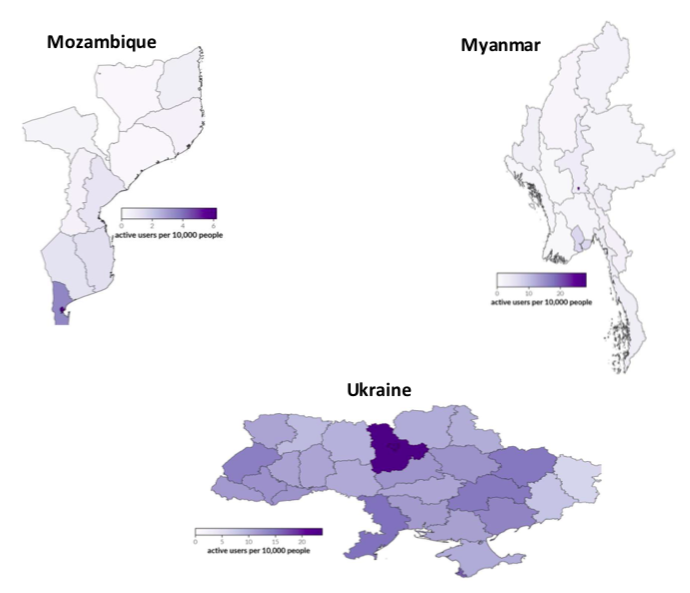 Mozambique
Myanmar
0 2 4 6
active users per 10,000 people
0 10 20
active users per 10,000 people
Ukraine
0 5 10 15 20
active users per 10,000 people